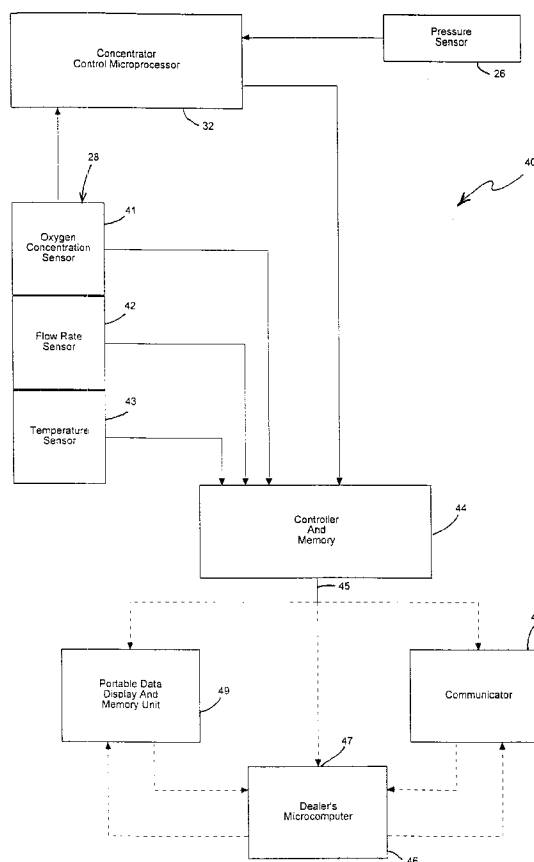 Concentrator
Control Microprocessor
Pressure
Sensor
32
26
28
40
41
Oxygen
Concentration
Sensor
42
Flow Rate
Sensor
43
Temperature
Sensor
Controller
And
Memory
44
45
Portable Data
Display And
Memory Unit
49
Communicator
47
Dealer's
Microcomputer
46